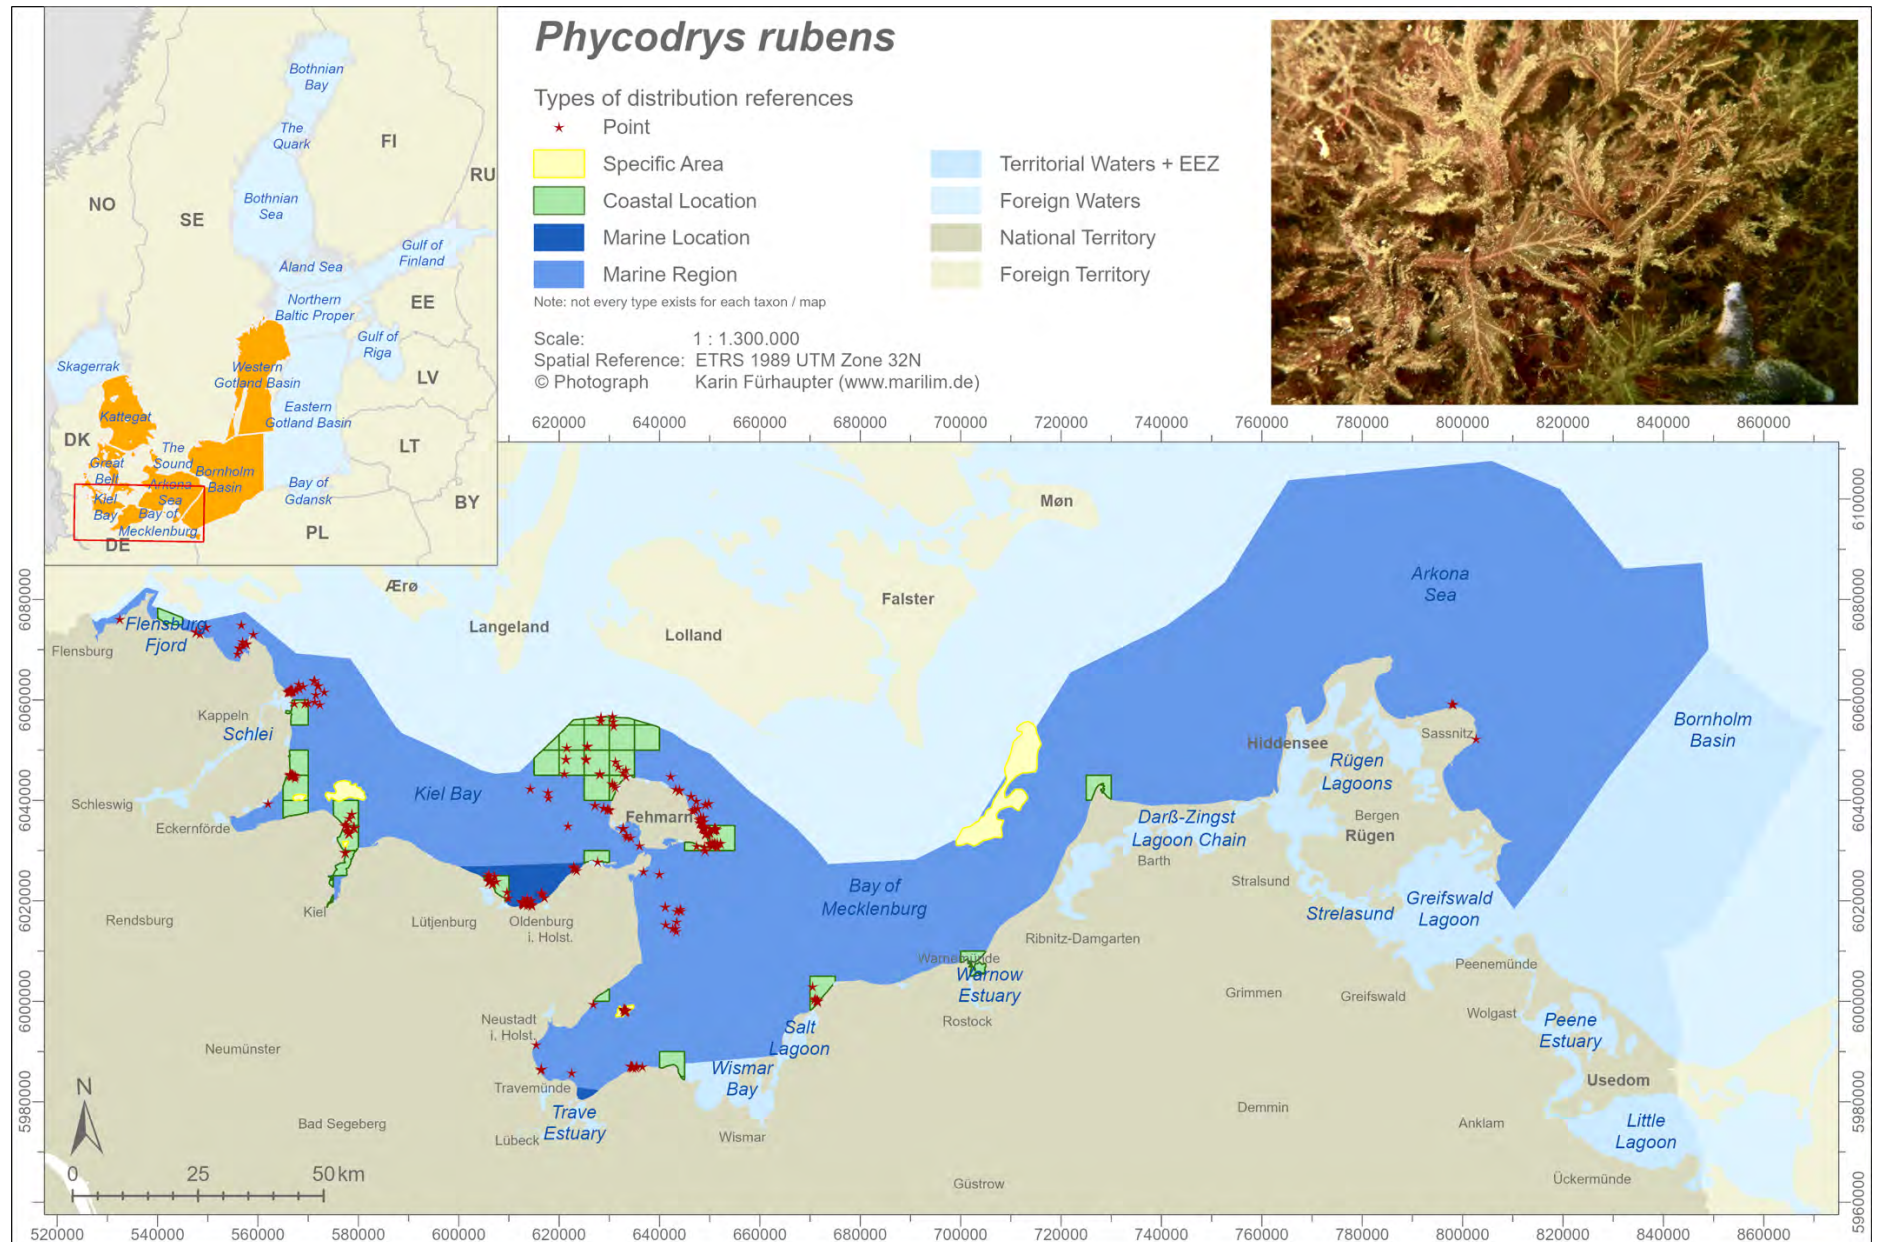 Phycodrys rubens
Types of distribution references
Point
Specific Area
Coastal Location
Marine Location
Marine Region
Territorial Waters + EEZ
Foreign Waters
National Territory
Foreign Territory
Note: not every type exists for each taxon / map
Scale: 1 : 1.300.000
Spatial Reference: ETRS 1989 UTM Zone 32N
© Photograph Karin Fürhaupter (www.marilim.de)
Bothnian
Bay
The
Quark
FI
RU
NO
SE
Bothnian
Sea
Gulf of
Finland
Åland Sea
Northern
Baltic Proper
EE
Gulf of
Riga
Skagerrak
Western
Gotland Basin
LV
Kattegat
Eastern
Gotland Basin
DK
The
Sound
LT
Great
Belt
Bornholm
Basin
Arkona
Sea
Bay of
Gdansk
Kiel
Bay
Bay of
Mecklenburg
BY
PL
DE
620000 640000 660000 680000 700000 720000 740000 760000 780000 800000 820000 840000 860000
6080000
6060000
6040000
6020000
6000000
5980000
6100000
6080000
6060000
6040000
6020000
6000000
5980000
5960000
Møn
Ærø
Langeland
Lolland
Falster
Arkona
Sea
Flensburg
Fjord
Flensburg
Kappeln
Schlei
Schleswig
Eckernförde
Kiel Bay
Fehmarn
Hiddensee
Sassnitz
Rügen
Lagoons
Bornholm
Basin
Bergen
Rügen
Darß-Zingst
Lagoon Chain
Barth
Stralsund
Strelasund
Greifswald
Lagoon
Bay of
Mecklenburg
Rendsburg
Kiel
Lütjenburg
Oldenburg
i. Holst.
Ribnitz-Damgarten
Warnemünde
Warnow
Estuary
Rostock
Peenemünde
Grimmen
Greifswald
Wolgast
Peene
Estuary
Neustadt
i. Holst.
Salt
Lagoon
Neumünster
Wismar
Bay
Travemünde
Trave
Estuary
Usedom
Bad Segeberg
Lübeck
Wismar
Demmin
Anklam
Little
Lagoon
Güstrow
Ückermünde
N
0 25 50 km
520000 540000 560000 580000 600000 620000 640000 660000 680000 700000 720000 740000 760000 780000 800000 820000 840000 860000